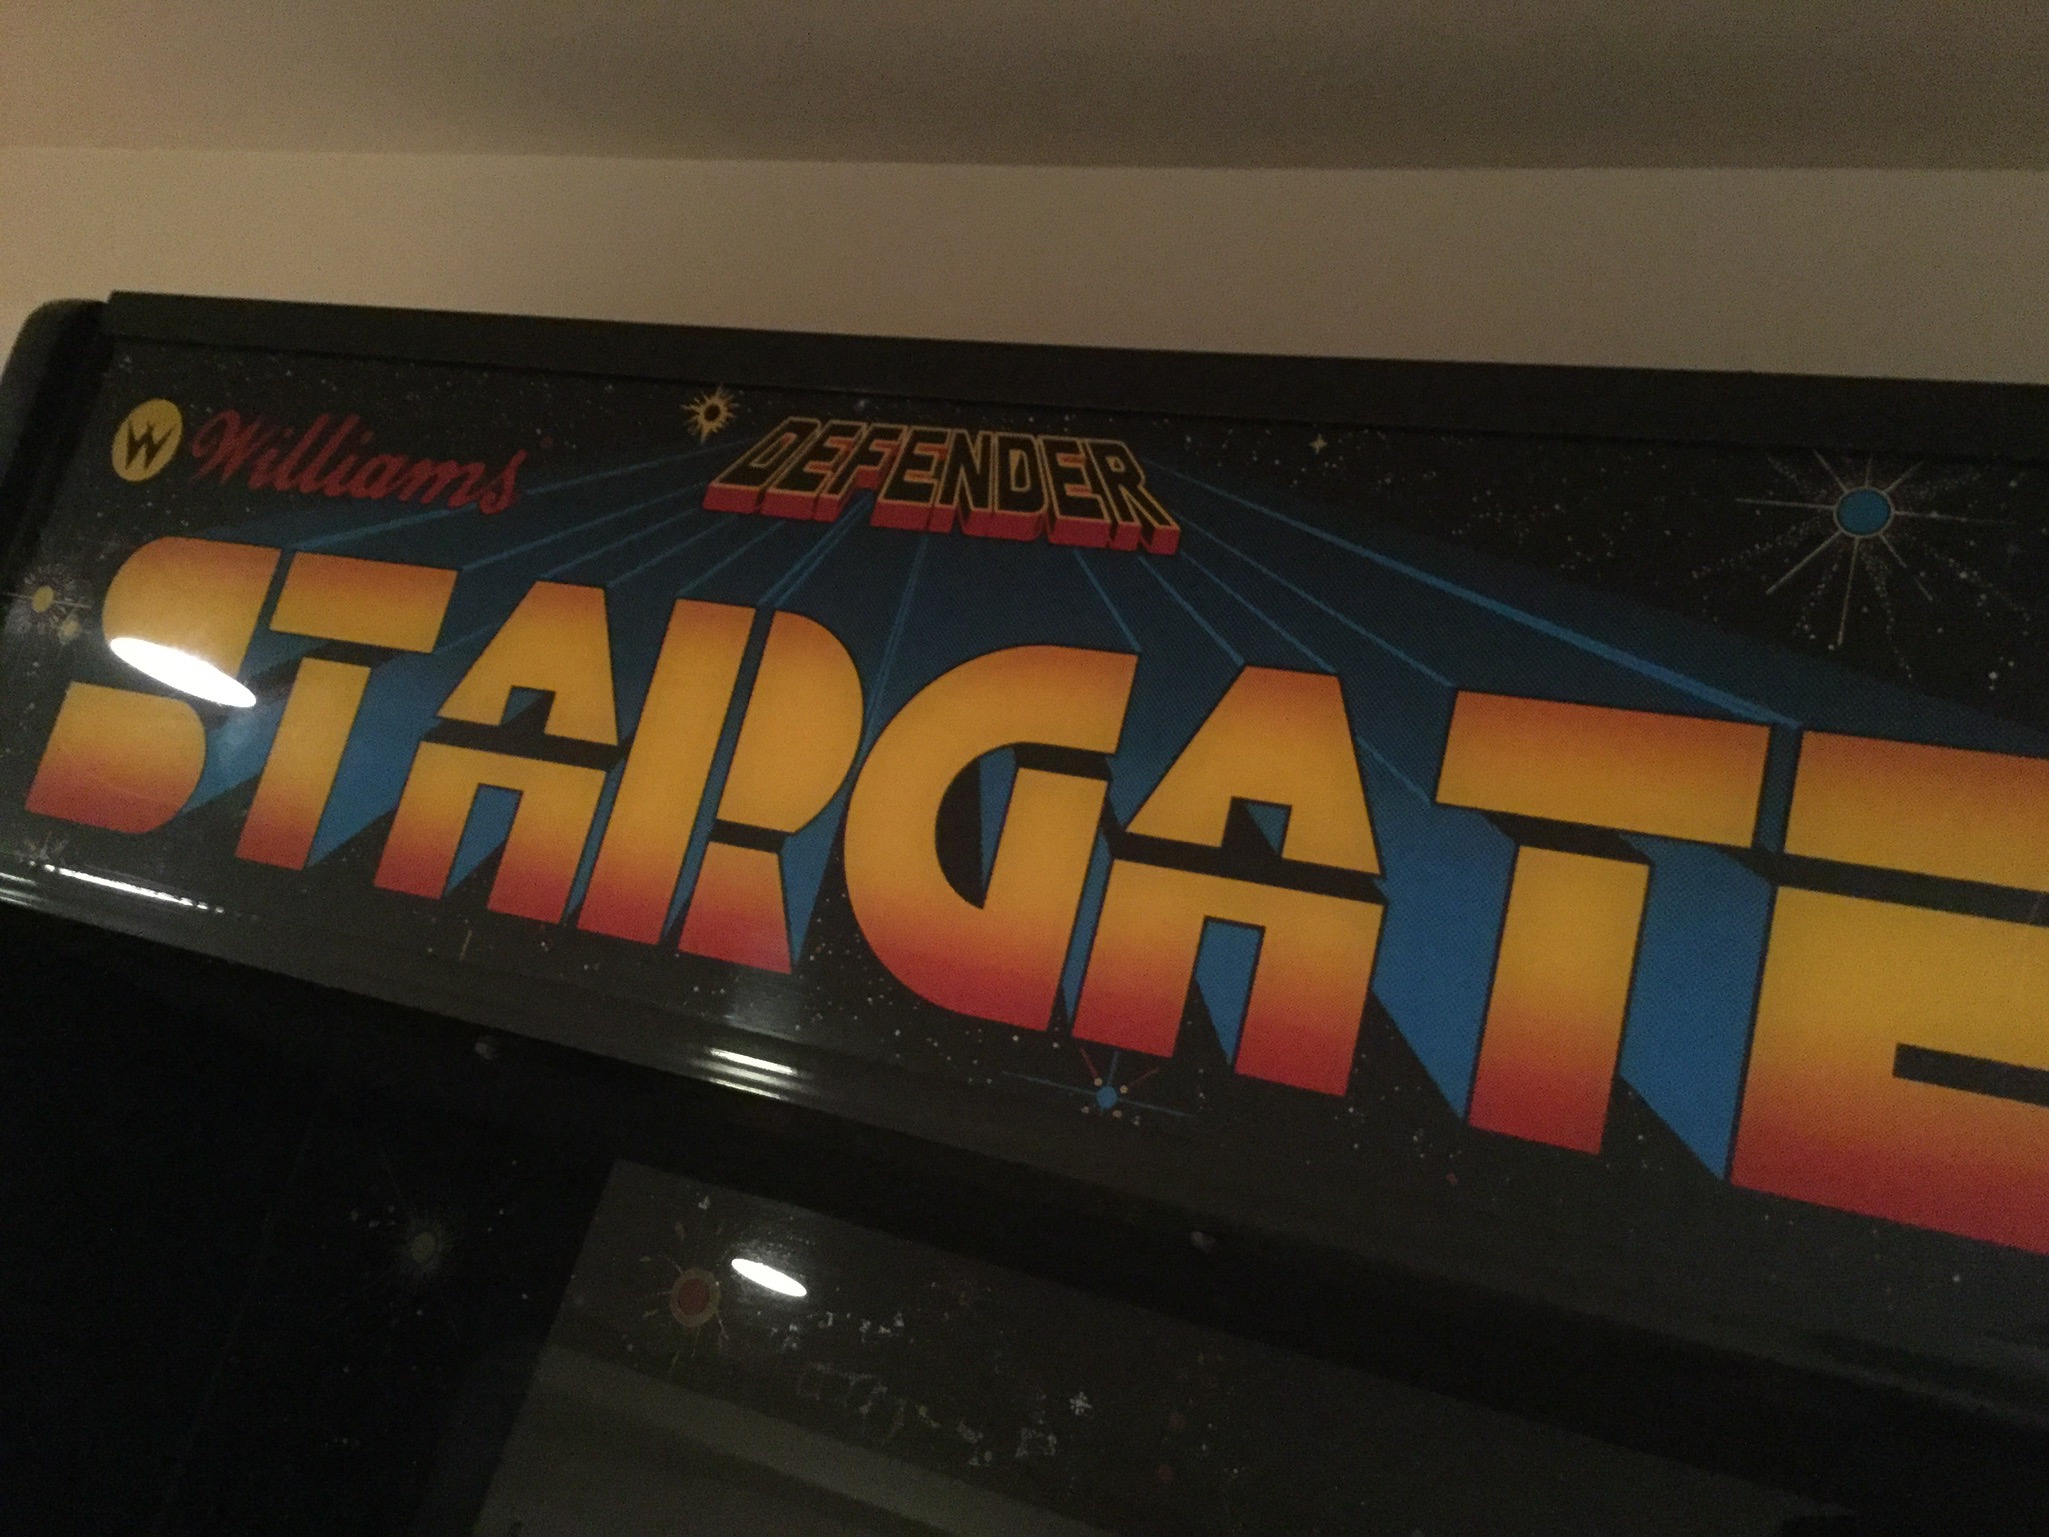 W Williams
DEFENDER
STARGATE